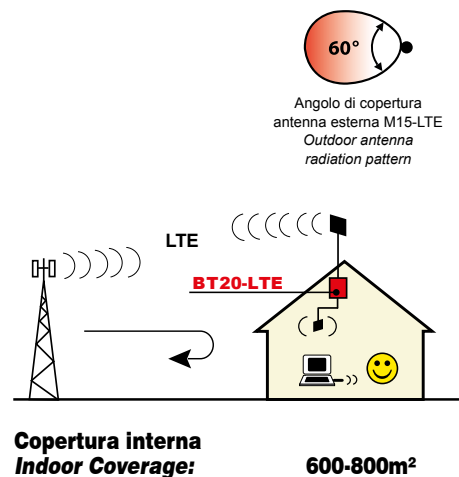 60°
Angolo di copertura
antenna esterna M15-LTE
Outdoor antenna
radiation pattern
LTE
BT20-LTE
Copertura interna
Indoor Coverage: 600-800m²